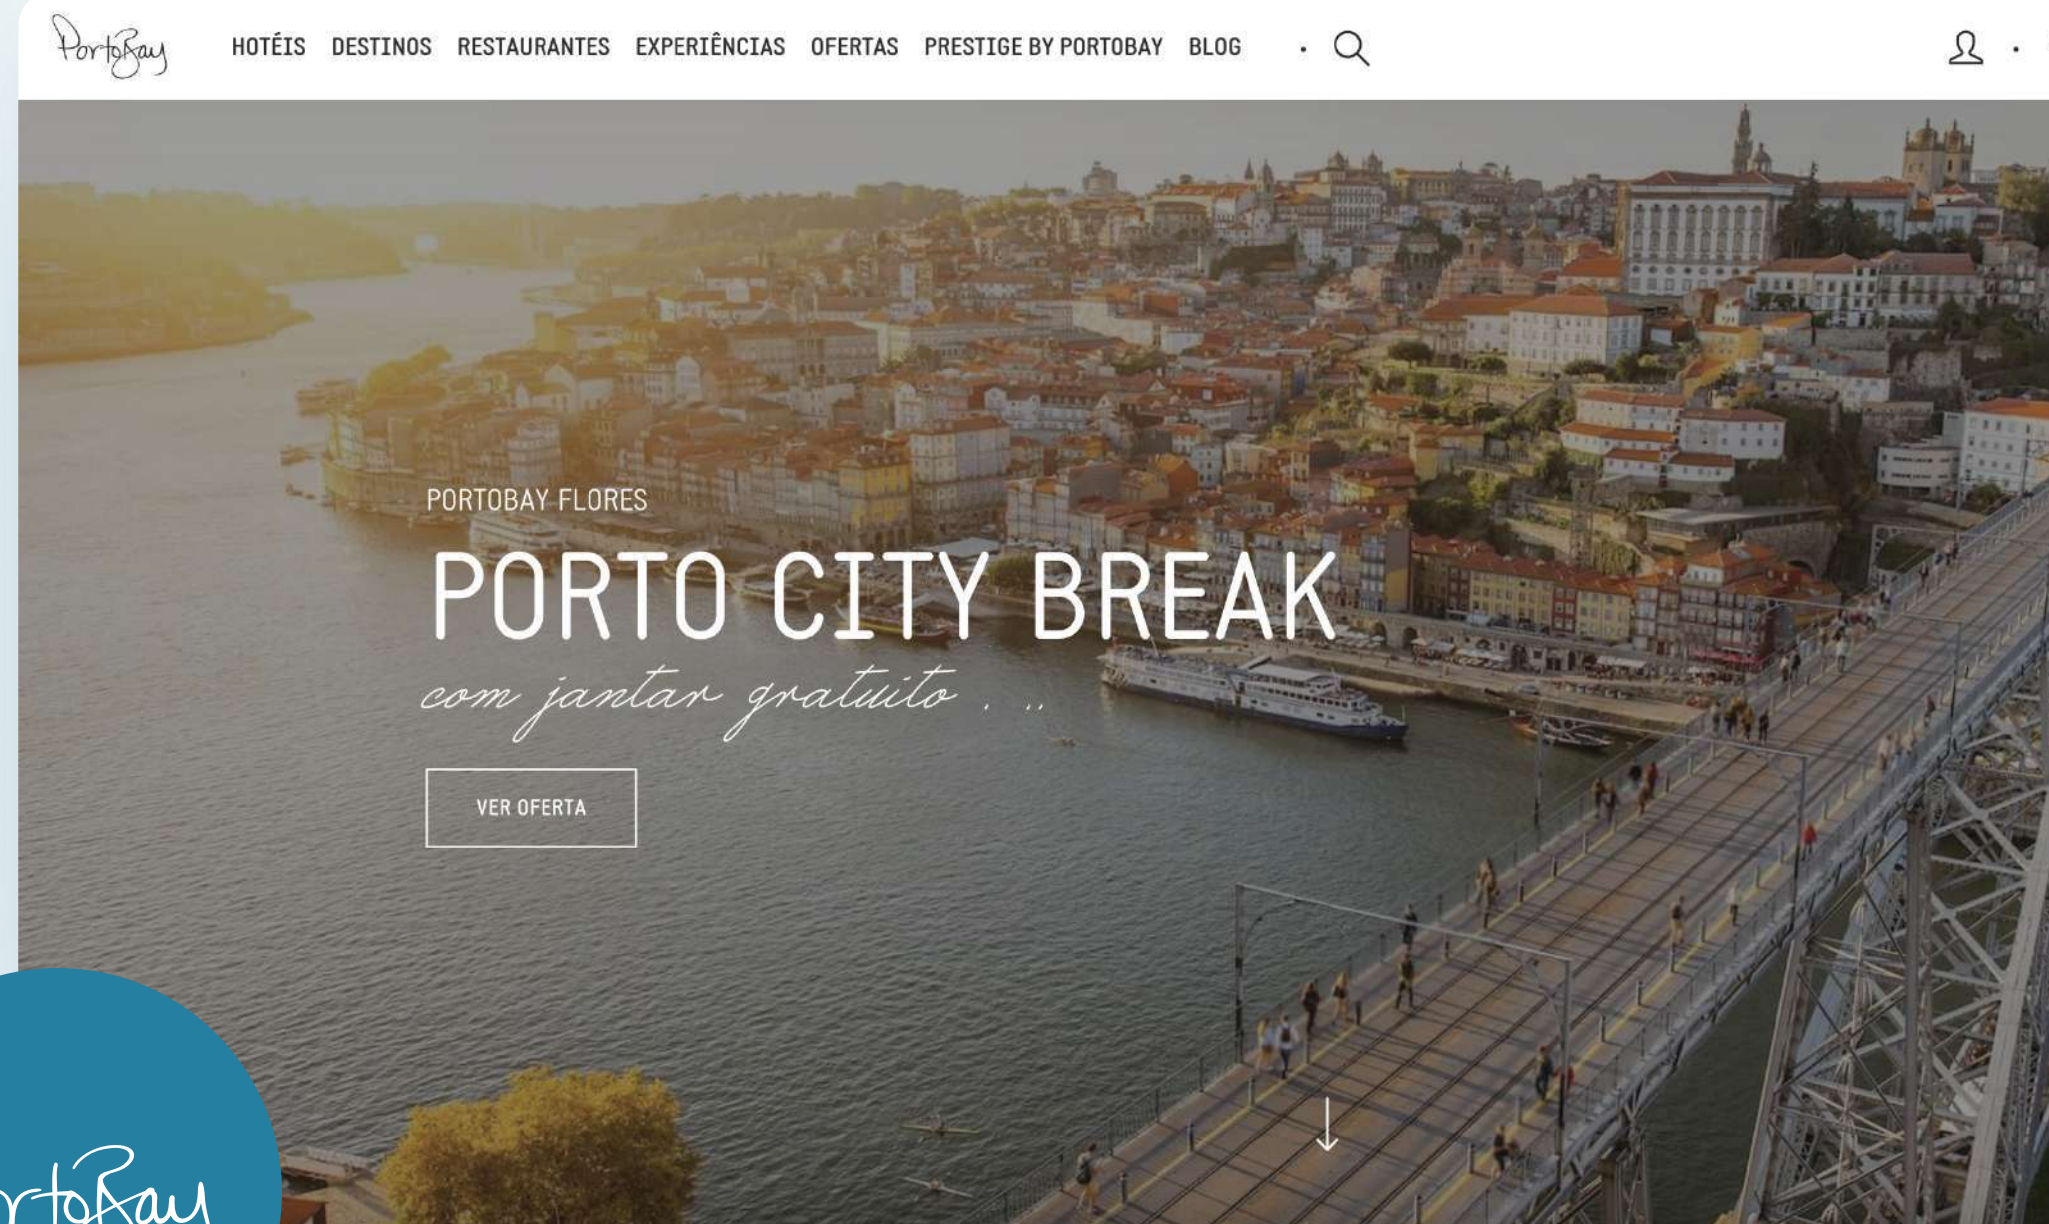 PortoBay
HOTÉIS DESTINOS RESTAURANTES EXPERIÊNCIAS OFERTAS PRESTIGE BY PORTOBAY BLOG
PORTOBAY FLORES
PORTO CITY BREAK
com jantar gratuito . ..
VER OFERTA
rtoBay